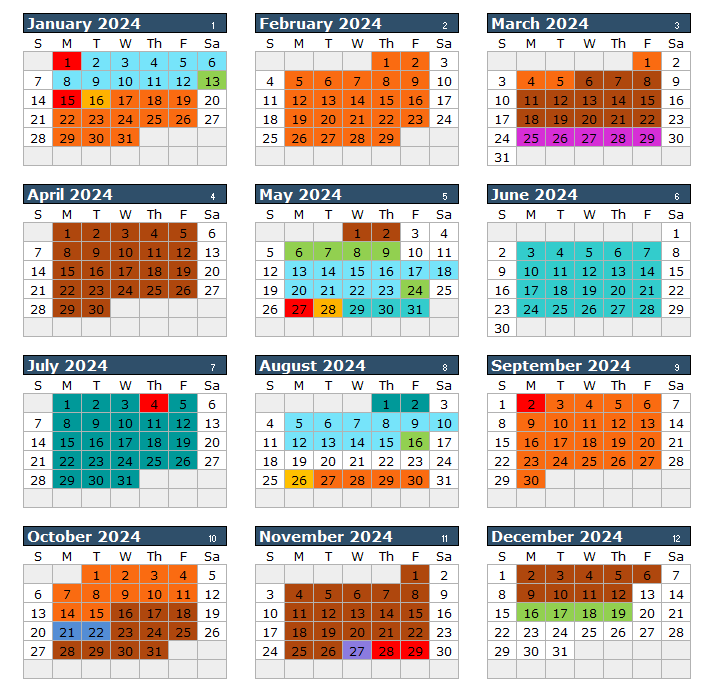 January 2024 1
S M T W Th F Sa
1 2 3 4 5 6
7 8 9 10 11 12 13
14 15 16 17 18 19 20
21 22 23 24 25 26 27
28 29 30 31
February 2024 2
S M T W Th F Sa
1 2 3
4 5 6 7 8 9 10
11 12 13 14 15 16 17
18 19 20 21 22 23 24
25 26 27 28 29
March 2024 3
S M T W Th F Sa
1 2
3 4 5 6 7 8 9
10 11 12 13 14 15 16
17 18 19 20 21 22 23
24 25 26 27 28 29 30
31
April 2024 4
S M T W Th F Sa
1 2 3 4 5 6
7 8 9 10 11 12 13
14 15 16 17 18 19 20
21 22 23 24 25 26 27
28 29 30
May 2024 5
S M T W Th F Sa
1 2 3 4
5 6 7 8 9 10 11
12 13 14 15 16 17 18
19 20 21 22 23 24 25
26 27 28 29 30 31
June 2024 6
S M T W Th F Sa
1
2 3 4 5 6 7 8
9 10 11 12 13 14 15
16 17 18 19 20 21 22
23 24 25 26 27 28 29
30
July 2024 7
S M T W Th F Sa
1 2 3 4 5 6
7 8 9 10 11 12 13
14 15 16 17 18 19 20
21 22 23 24 25 26 27
28 29 30 31
August 2024 8
S M T W Th F Sa
1 2 3
4 5 6 7 8 9 10
11 12 13 14 15 16 17
18 19 20 21 22 23 24
25 26 27 28 29 30 31
September 2024 9
S M T W Th F Sa
1 2 3 4 5 6 7
8 9 10 11 12 13 14
15 16 17 18 19 20 21
22 23 24 25 26 27 28
29 30
October 2024 10
S M T W Th F Sa
1 2 3 4 5
6 7 8 9 10 11 12
13 14 15 16 17 18 19
20 21 22 23 24 25 26
27 28 29 30 31
November 2024 11
S M T W Th F Sa
1 2
3 4 5 6 7 8 9
10 11 12 13 14 15 16
17 18 19 20 21 22 23
24 25 26 27 28 29 30
December 2024 12
S M T W Th F Sa
1 2 3 4 5 6 7
8 9 10 11 12 13 14
15 16 17 18 19 20 21
22 23 24 25 26 27 28
29 30 31